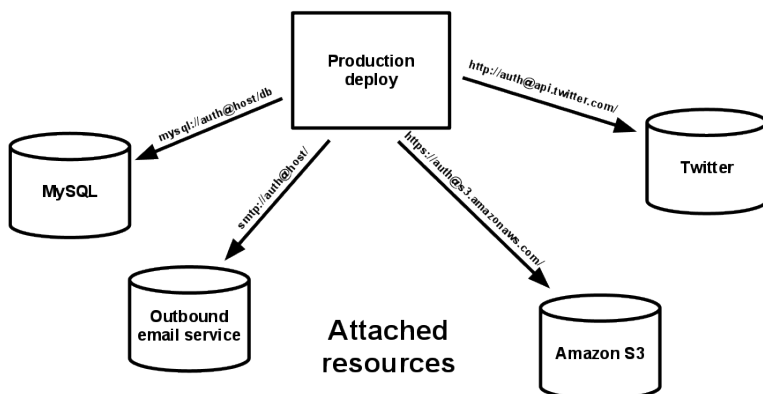 Production
deploy
mysql://auth@host/db
http://auth@api.twitter.com/
smtp://auth@host/
https://auth@s3.amazonaws.com/
MySQL
Twitter
Outbound
email service
Attached
resources
Amazon S3